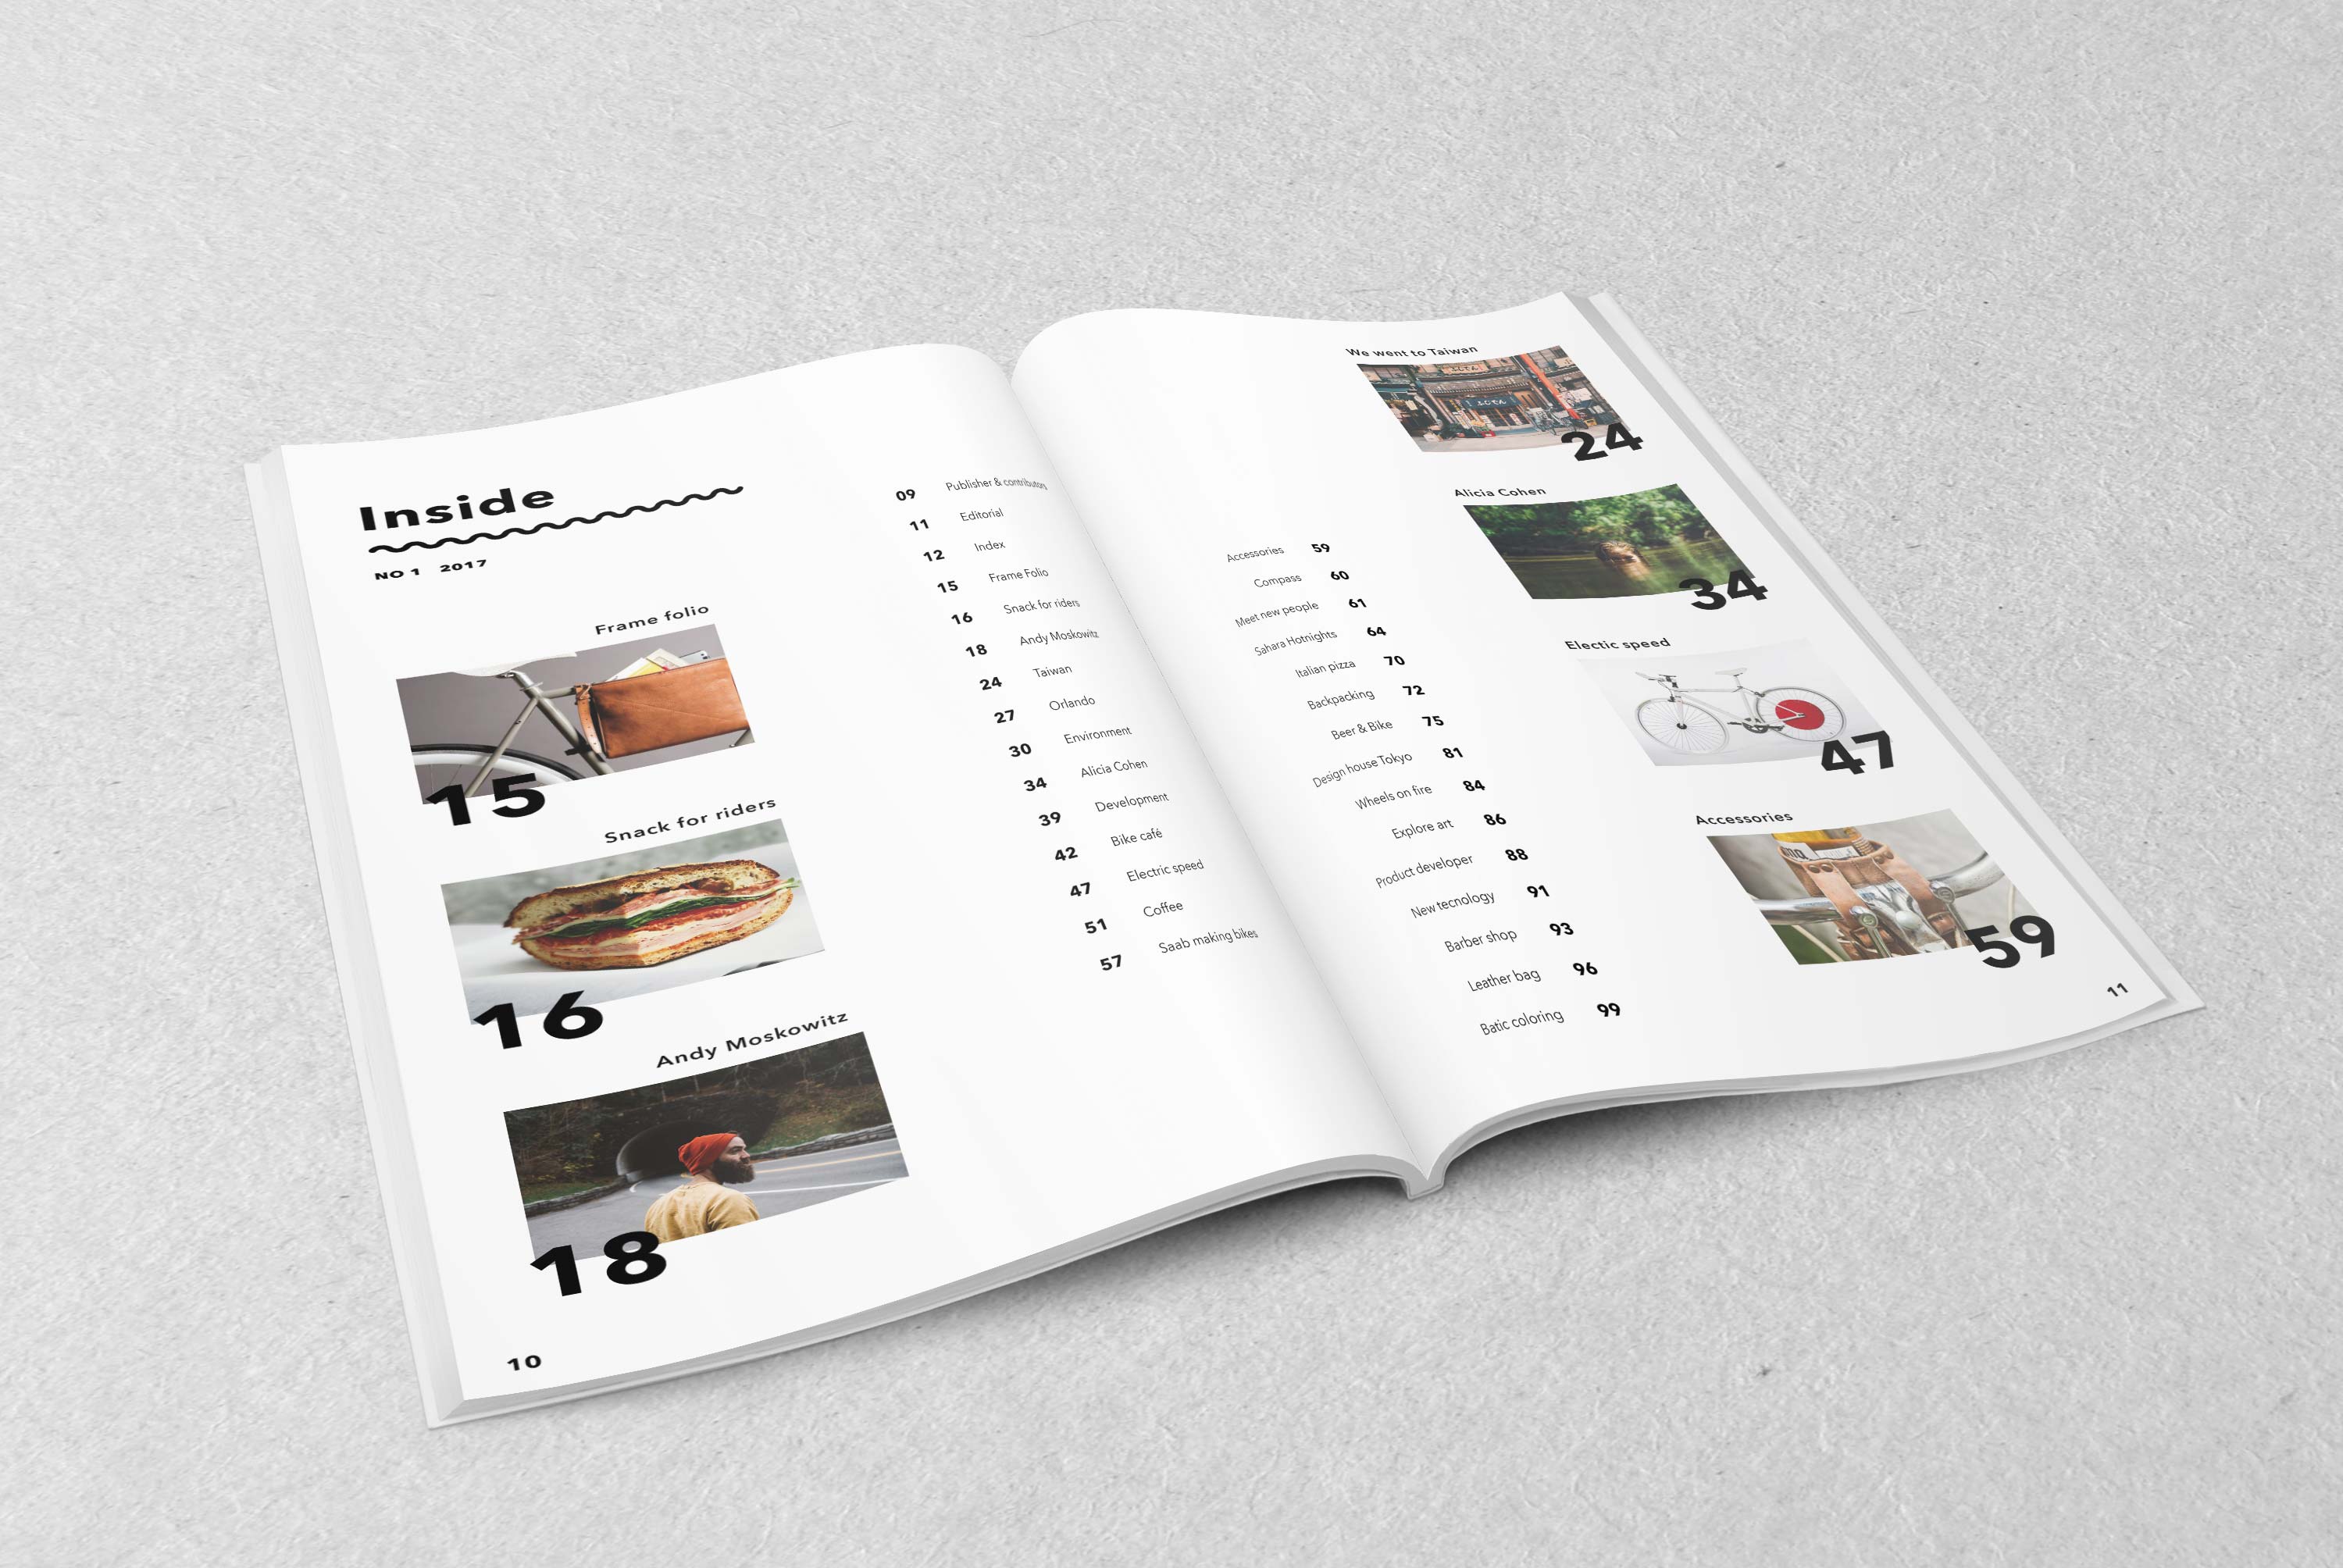 Inside
NO 1 2017
Frame folio
15
Snack for riders
16
Andy Moskowitz
18
10
09 Publisher & contributors
11 Editorial
12 Index
15 Frame Folio
16 Snack for riders
18 Andy Moskowitz
24 Taiwan
27 Orlando
30 Environment
34 Alicia Cohen
39 Development
42 Bike café
47 Electric speed
51 Coffee
57 Saab making bikes
Accessories 59
Compass 60
Meet new people 61
Sahara Hotnights 64
Italian pizza 70
Backpacking 72
Beer & Bike 75
Design house Tokyo 81
Wheels on fire 84
Explore art 86
Product developer 88
New tecnology 91
Barber shop 93
Leather bag 96
Batic coloring 99
We went to Taiwan
24
Alicia Cohen
34
Electic speed
47
Accessories
59
11